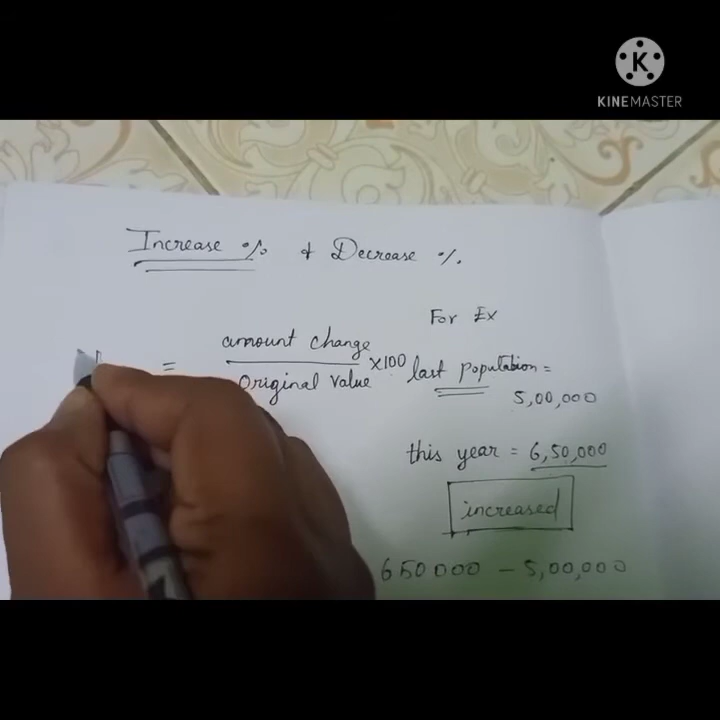 KINEMASTER
Increase % & Decrease %.
For Ex
= amount change / Original Value ×100
last population =
5,00,000
this year = 6,50,000
increased
650000 - 5,00,000